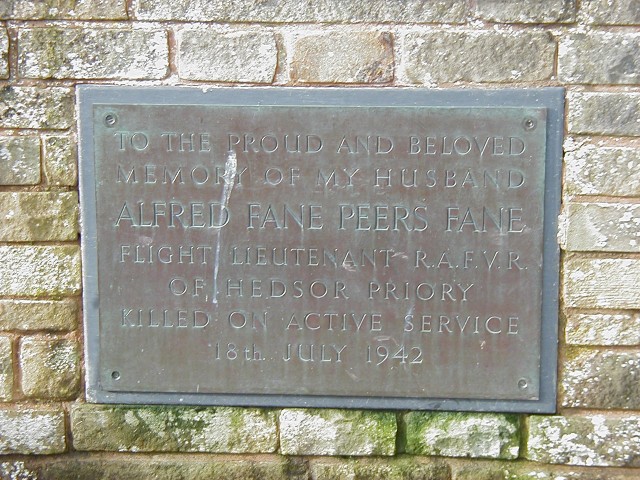 TO THE PROUD AND BELOVED
MEMORY OF MY HUSBAND
ALFRED FANE PEERS FANE
FLIGHT LIEUTENANT R.A.F.V.R.
OF HEDSOR PRIORY
KILLED ON ACTIVE SERVICE
18th. JULY 1942